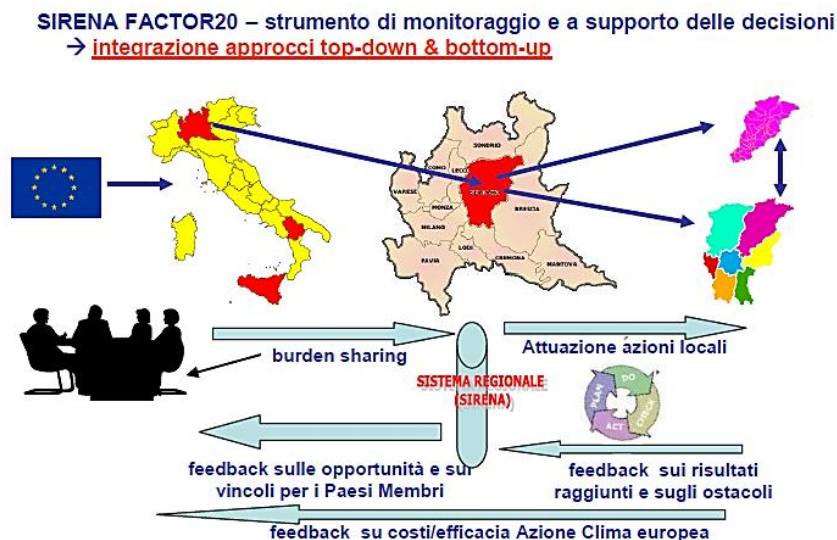 SIRENA FACTOR20 – strumento di monitoraggio e a supporto delle decisioni
→ integrazione approcci top-down & bottom-up
SONDRIO
COMO
LECCO
VARESE
MONZA
BRESCIA
MILANO
LODI
PAVIA
CREMONA
MANTOVA
burden sharing
Attuazione azioni locali
SISTEMA REGIONALE
(SIRENA)
PLAN
DO
CHECK
ACT
feedback sulle opportunità e sui
vincoli per i Paesi Membri
feedback sui risultati
raggiunti e sugli ostacoli
feedback su costi/efficacia Azione Clima europea